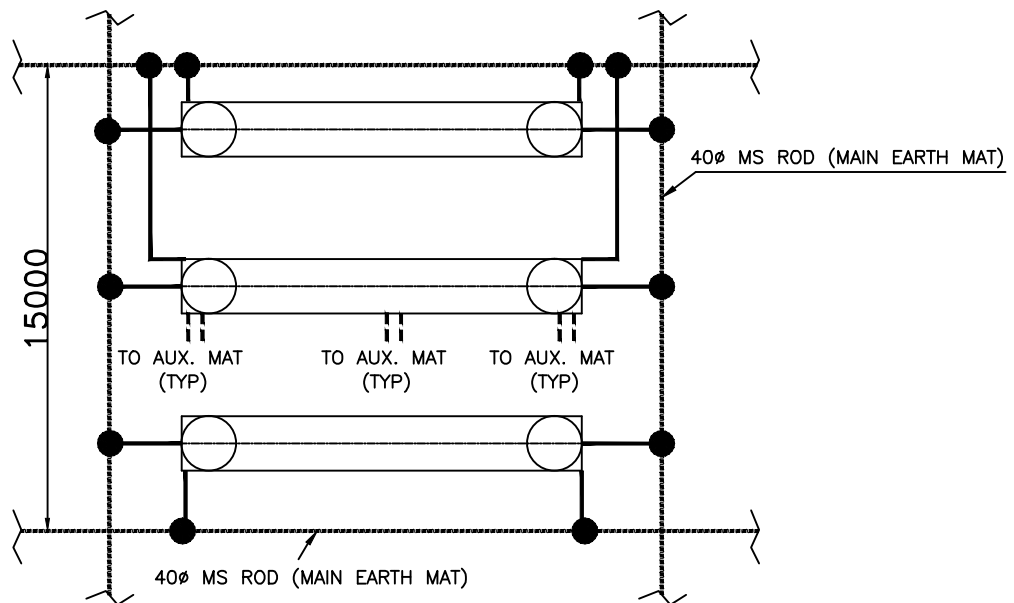 40ø MS ROD (MAIN EARTH MAT)
15000
TO AUX. MAT
(TYP)
TO AUX. MAT
(TYP)
TO AUX. MAT
(TYP)
40ø MS ROD (MAIN EARTH MAT)